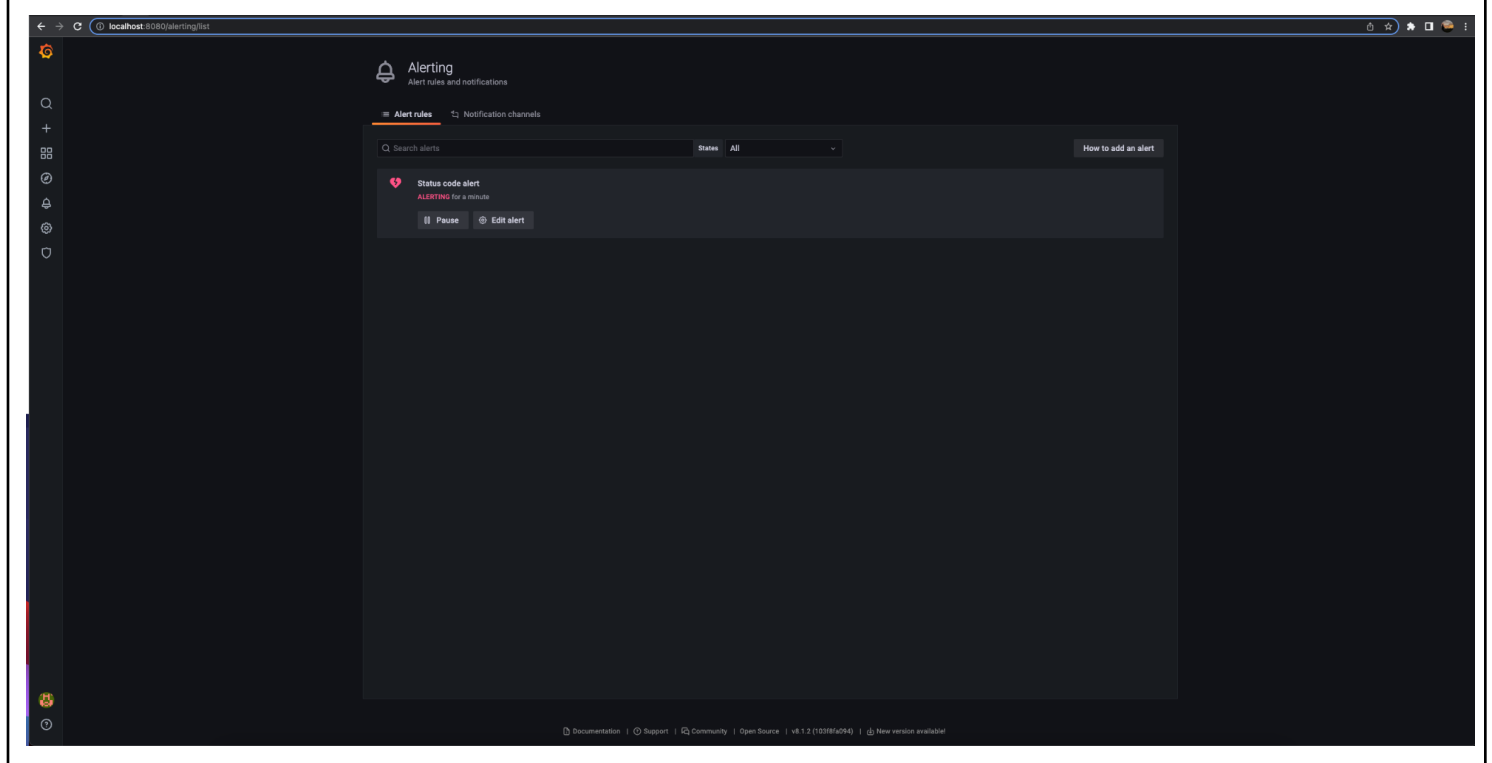 localhost:8080/alerting/list
Alerting
Alert rules and notifications
Alert rules Notification channels
Search alerts States All How to add an alert
Status code alert
ALERTING for a minute
Pause Edit alert
Documentation | Support | Community | Open Source | v8.1.2 (103f8fa094) | New version available!